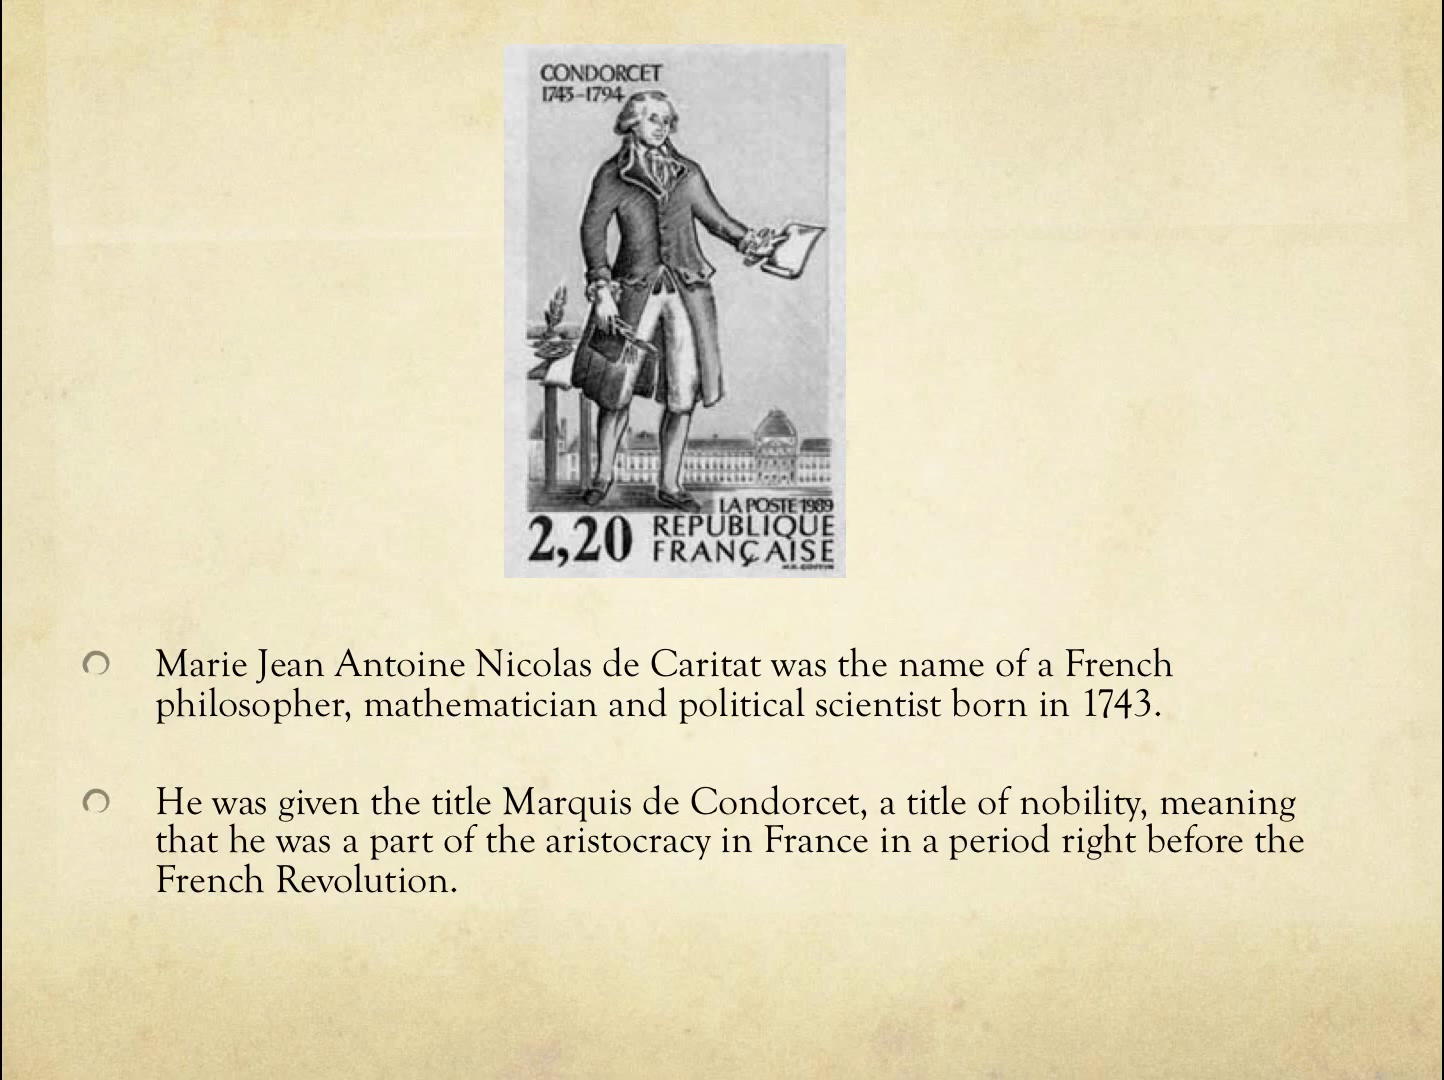 CONDORCET
1743-1794
LA POSTE 1989
2,20 REPUBLIQUE
FRANÇAISE
Marie Jean Antoine Nicolas de Caritat was the name of a French
philosopher, mathematician and political scientist born in 1743.
He was given the title Marquis de Condorcet, a title of nobility, meaning
that he was a part of the aristocracy in France in a period right before the
French Revolution.